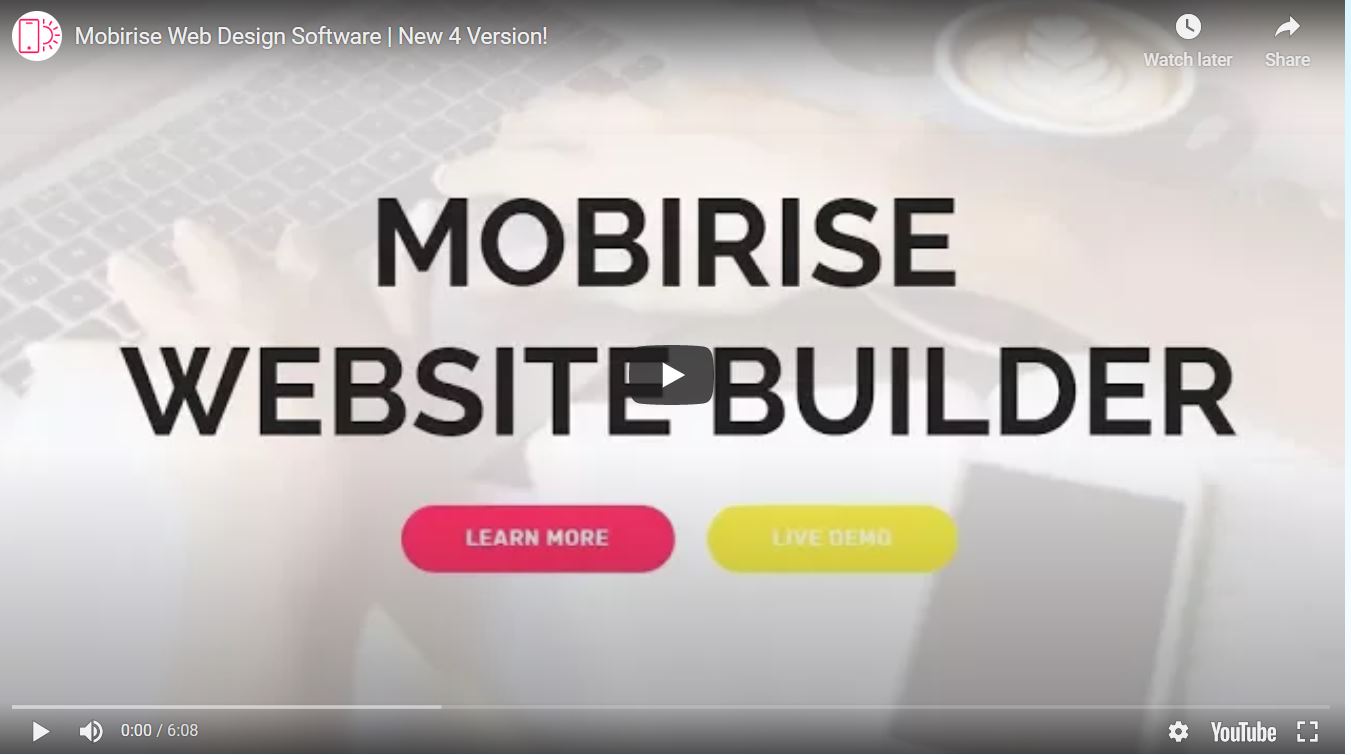 Mobirise Web Design Software | New 4 Version!
Watch later
Share
MOBIRISE
WEBSITE BUILDER
LEARN MORE
LIVE DEMO
0:00 / 6:08
YouTube